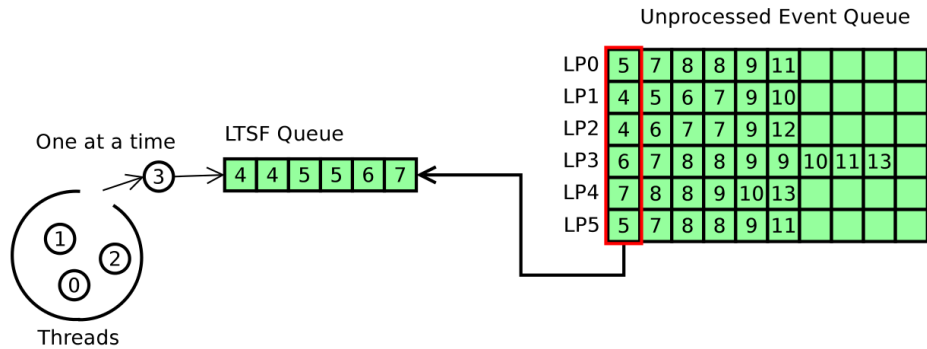 Unprocessed Event Queue
LP0 5 7 8 8 9 11
LP1 4 5 6 7 9 10
LP2 4 6 7 7 9 12
LP3 6 7 8 8 9 9 10 11 13
LP4 7 8 8 9 10 13
LP5 5 7 8 8 9 11
One at a time
LTSF Queue
3
4 4 5 5 6 7
1
2
0
Threads